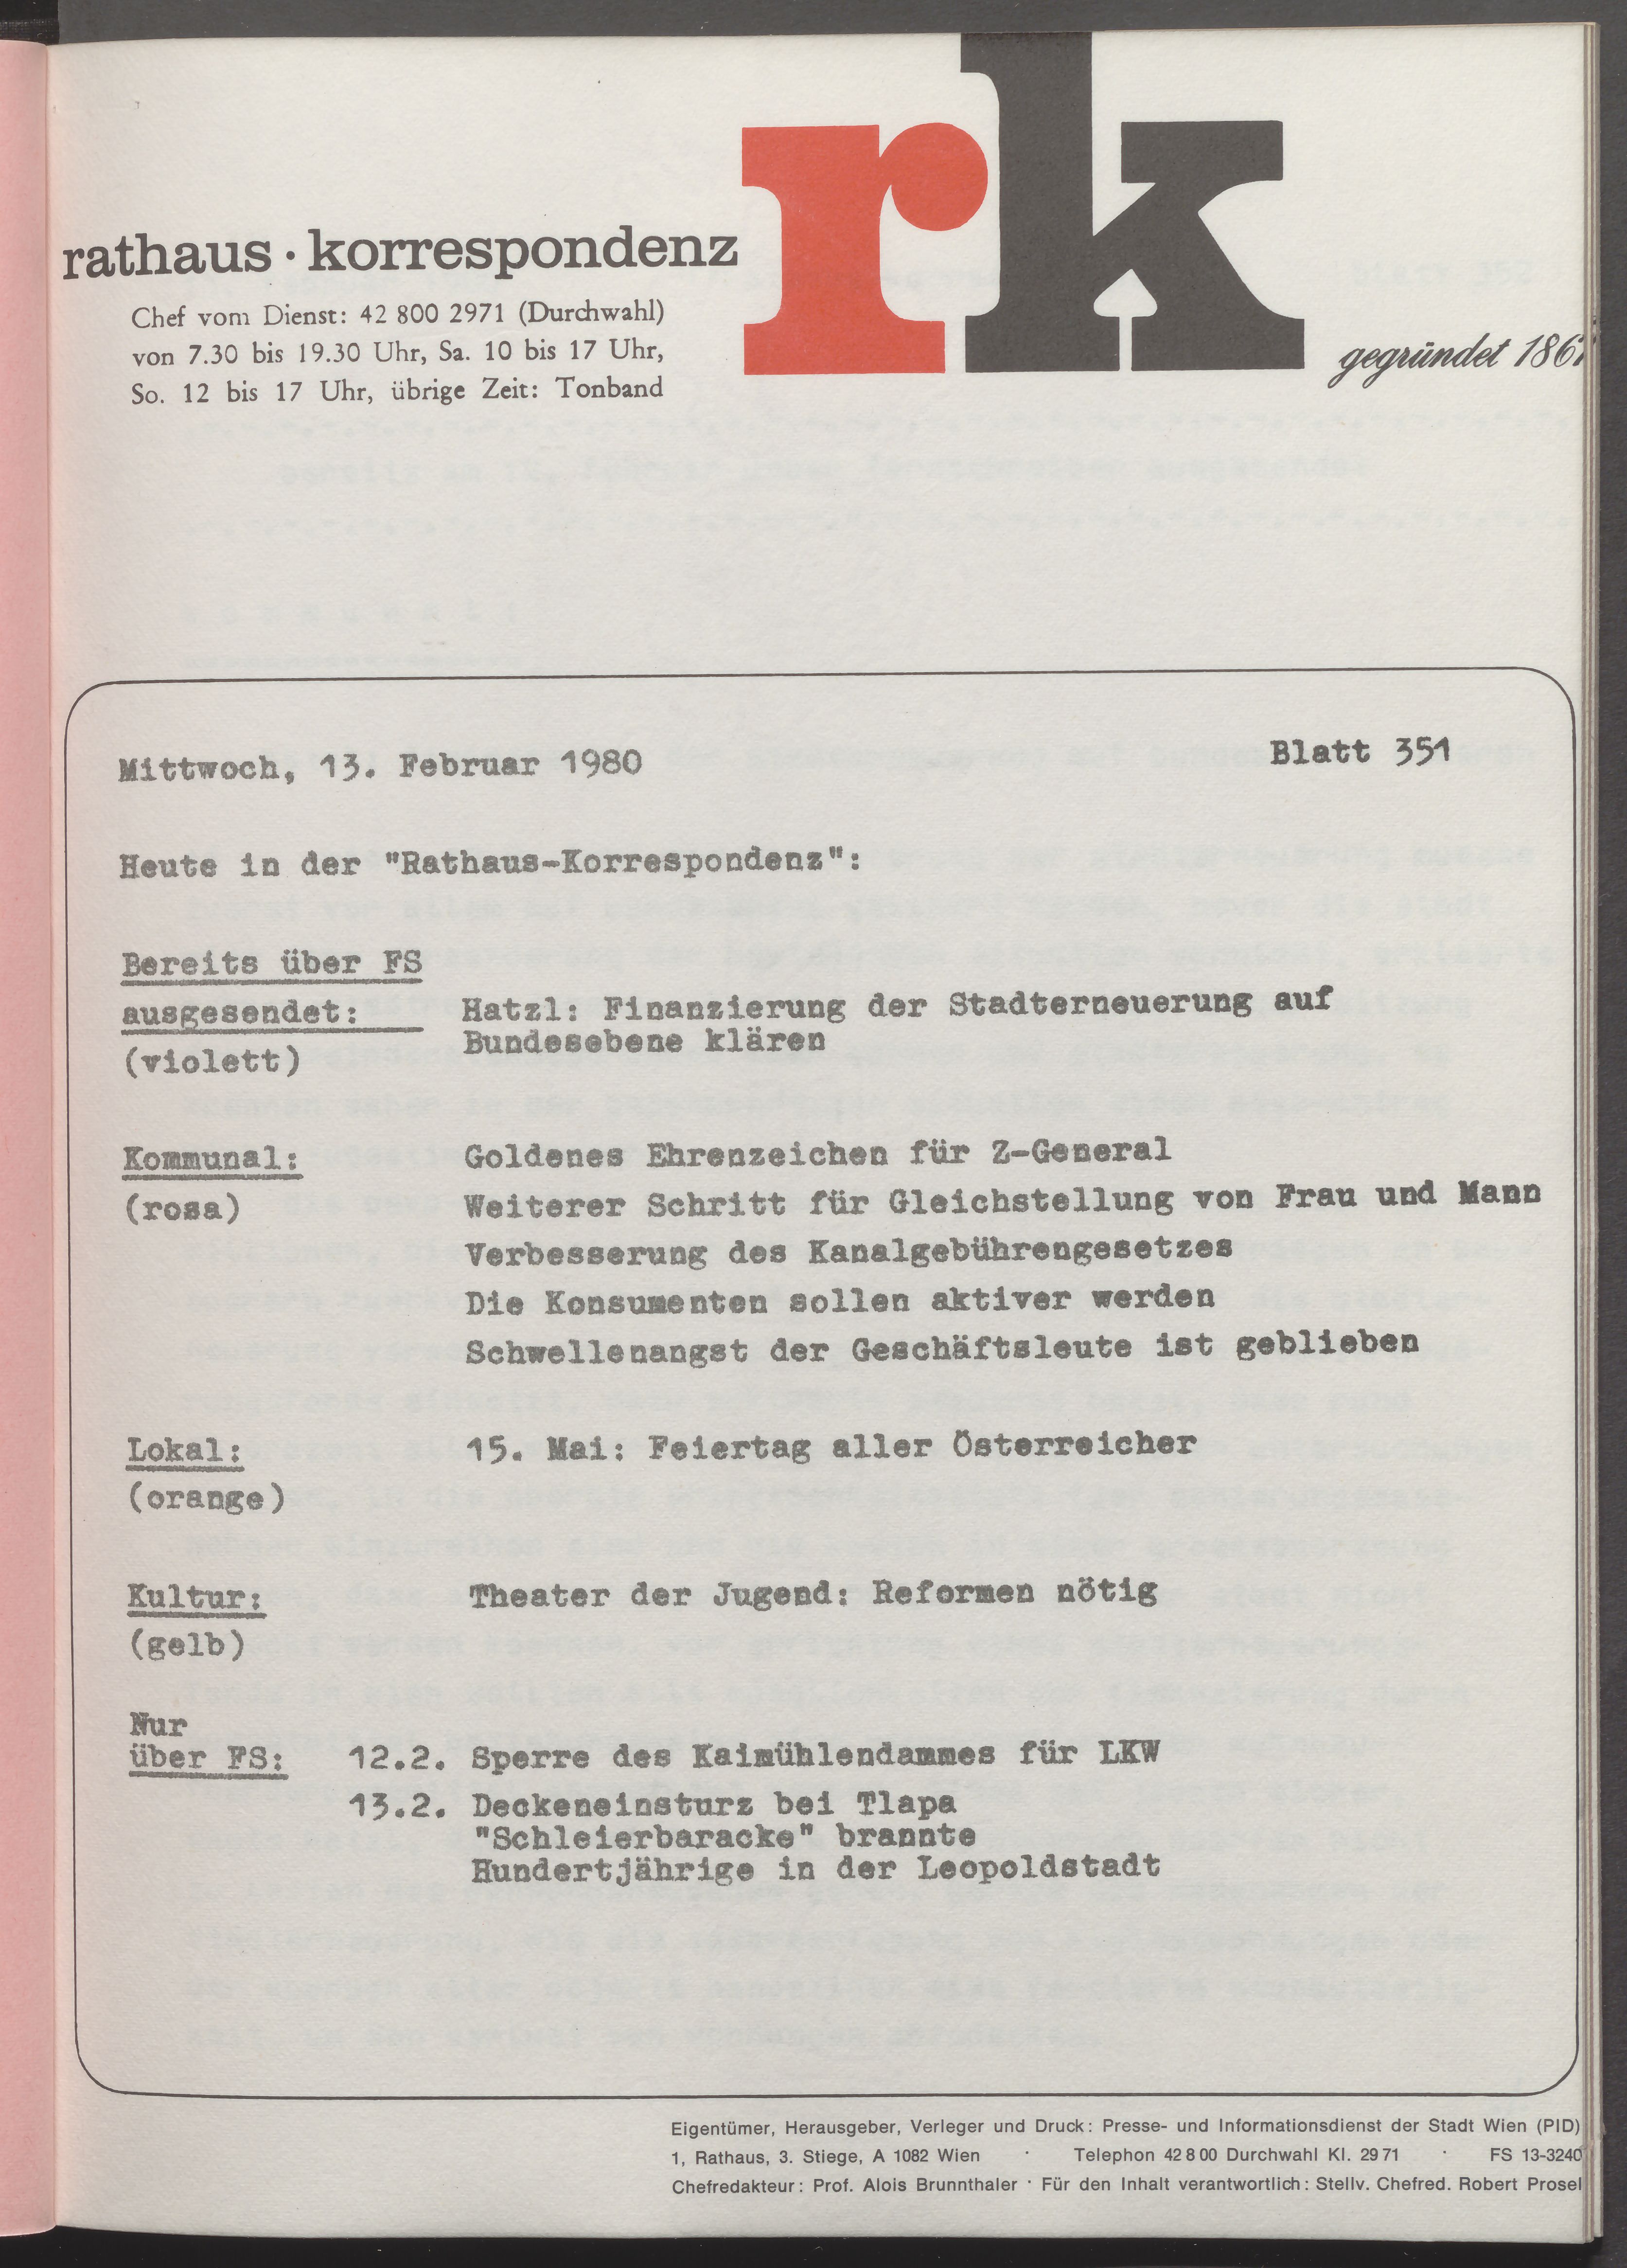 rk
rathaus · korrespondenz
Chef vom Dienst: 42 800 2971 (Durchwahl)
von 7.30 bis 19.30 Uhr, Sa. 10 bis 17 Uhr,
So. 12 bis 17 Uhr, übrige Zeit: Tonband
gegründet 1861
Mittwoch, 13. Februar 1980 Blatt 351
Heute in der "Rathaus-Korrespondenz":
Bereits über FS
ausgesendet: Hatzl: Finanzierung der Stadterneuerung auf
Bundesebene klären
(violett)
Kommunal: Goldenes Ehrenzeichen für Z-General
(rosa) Weiterer Schritt für Gleichstellung von Frau und Mann
Verbesserung des Kanalgebührengesetzes
Die Konsumenten sollen aktiver werden
Schwellenangst der Geschäftsleute ist geblieben
Lokal: 15. Mai: Feiertag aller Österreicher
(orange)
Kultur: Theater der Jugend: Reformen nötig
(gelb)
Nur
über FS: 12.2. Sperre des Kaimühlendammes für LKW
13.2. Deckeneinsturz bei Tlapa
"Schleierbaracke" brannte
Hundertjährige in der Leopoldstadt
Eigentümer, Herausgeber, Verleger und Druck: Presse- und Informationsdienst der Stadt Wien (PID)
1, Rathaus, 3. Stiege, A 1082 Wien · Telephon 42 8 00 Durchwahl Kl. 29 71 · FS 13-3240
Chefredakteur: Prof. Alois Brunnthaler · Für den Inhalt verantwortlich: Stellv. Chefred. Robert Prosel